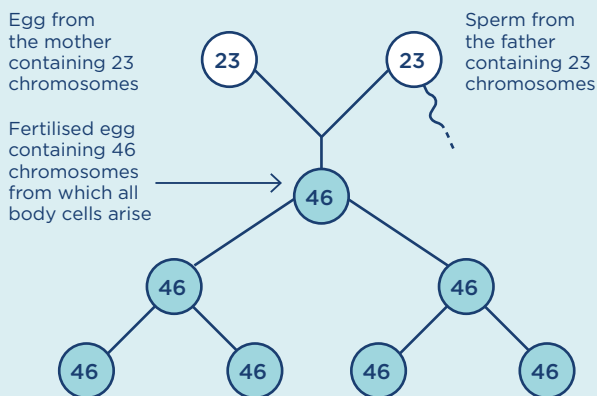 Egg from
the mother
containing 23
chromosomes
23
23
Sperm from
the father
containing 23
chromosomes
Fertilised egg
containing 46
chromosomes
from which all
body cells arise
46
46
46
46
46
46
46